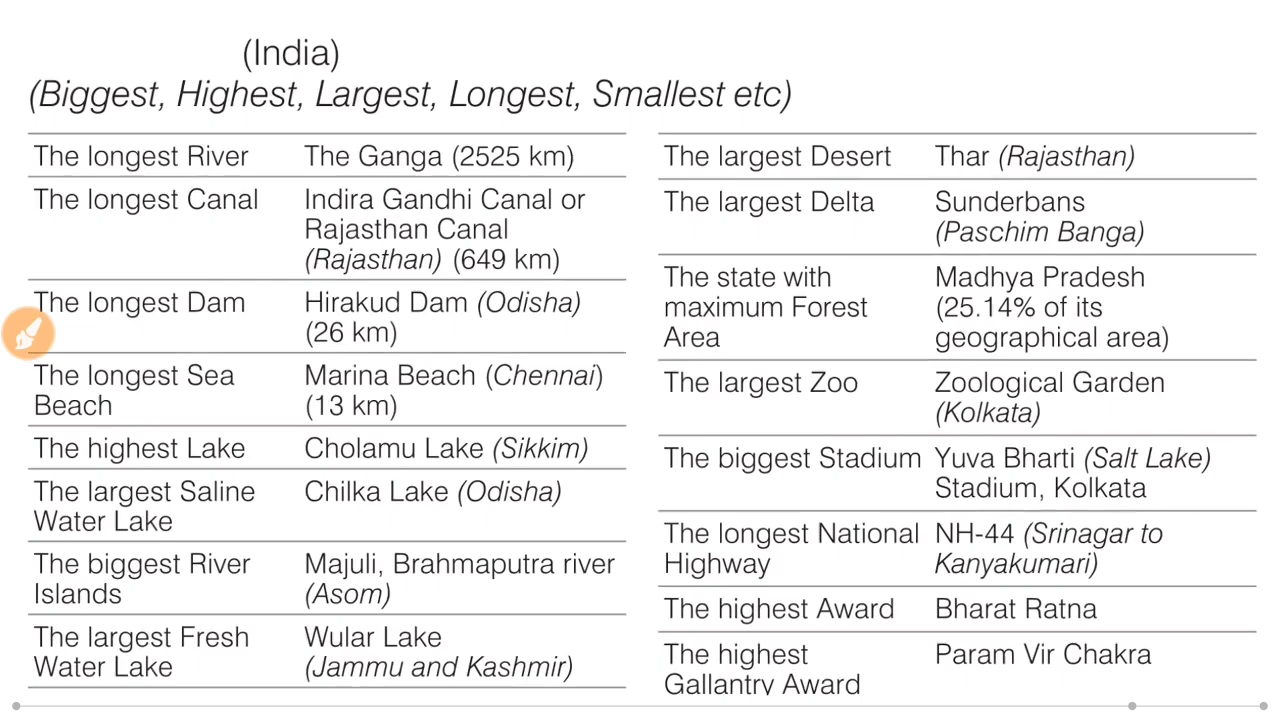 (India)
(Biggest, Highest, Largest, Longest, Smallest etc)
The longest River The Ganga (2525 km)
The longest Canal Indira Gandhi Canal or
Rajasthan Canal
(Rajasthan) (649 km)
The longest Dam Hirakud Dam (Odisha)
(26 km)
The longest Sea Marina Beach (Chennai)
Beach (13 km)
The highest Lake Cholamu Lake (Sikkim)
The largest Saline Chilka Lake (Odisha)
Water Lake
The biggest River Majuli, Brahmaputra river
Islands (Asom)
The largest Fresh Wular Lake
Water Lake (Jammu and Kashmir)
The largest Desert Thar (Rajasthan)
The largest Delta Sunderbans
(Paschim Banga)
The state with Madhya Pradesh
maximum Forest (25.14% of its
Area geographical area)
The largest Zoo Zoological Garden
(Kolkata)
The biggest Stadium Yuva Bharti (Salt Lake)
Stadium, Kolkata
The longest National NH-44 (Srinagar to
Highway Kanyakumari)
The highest Award Bharat Ratna
The highest Param Vir Chakra
Gallantry Award